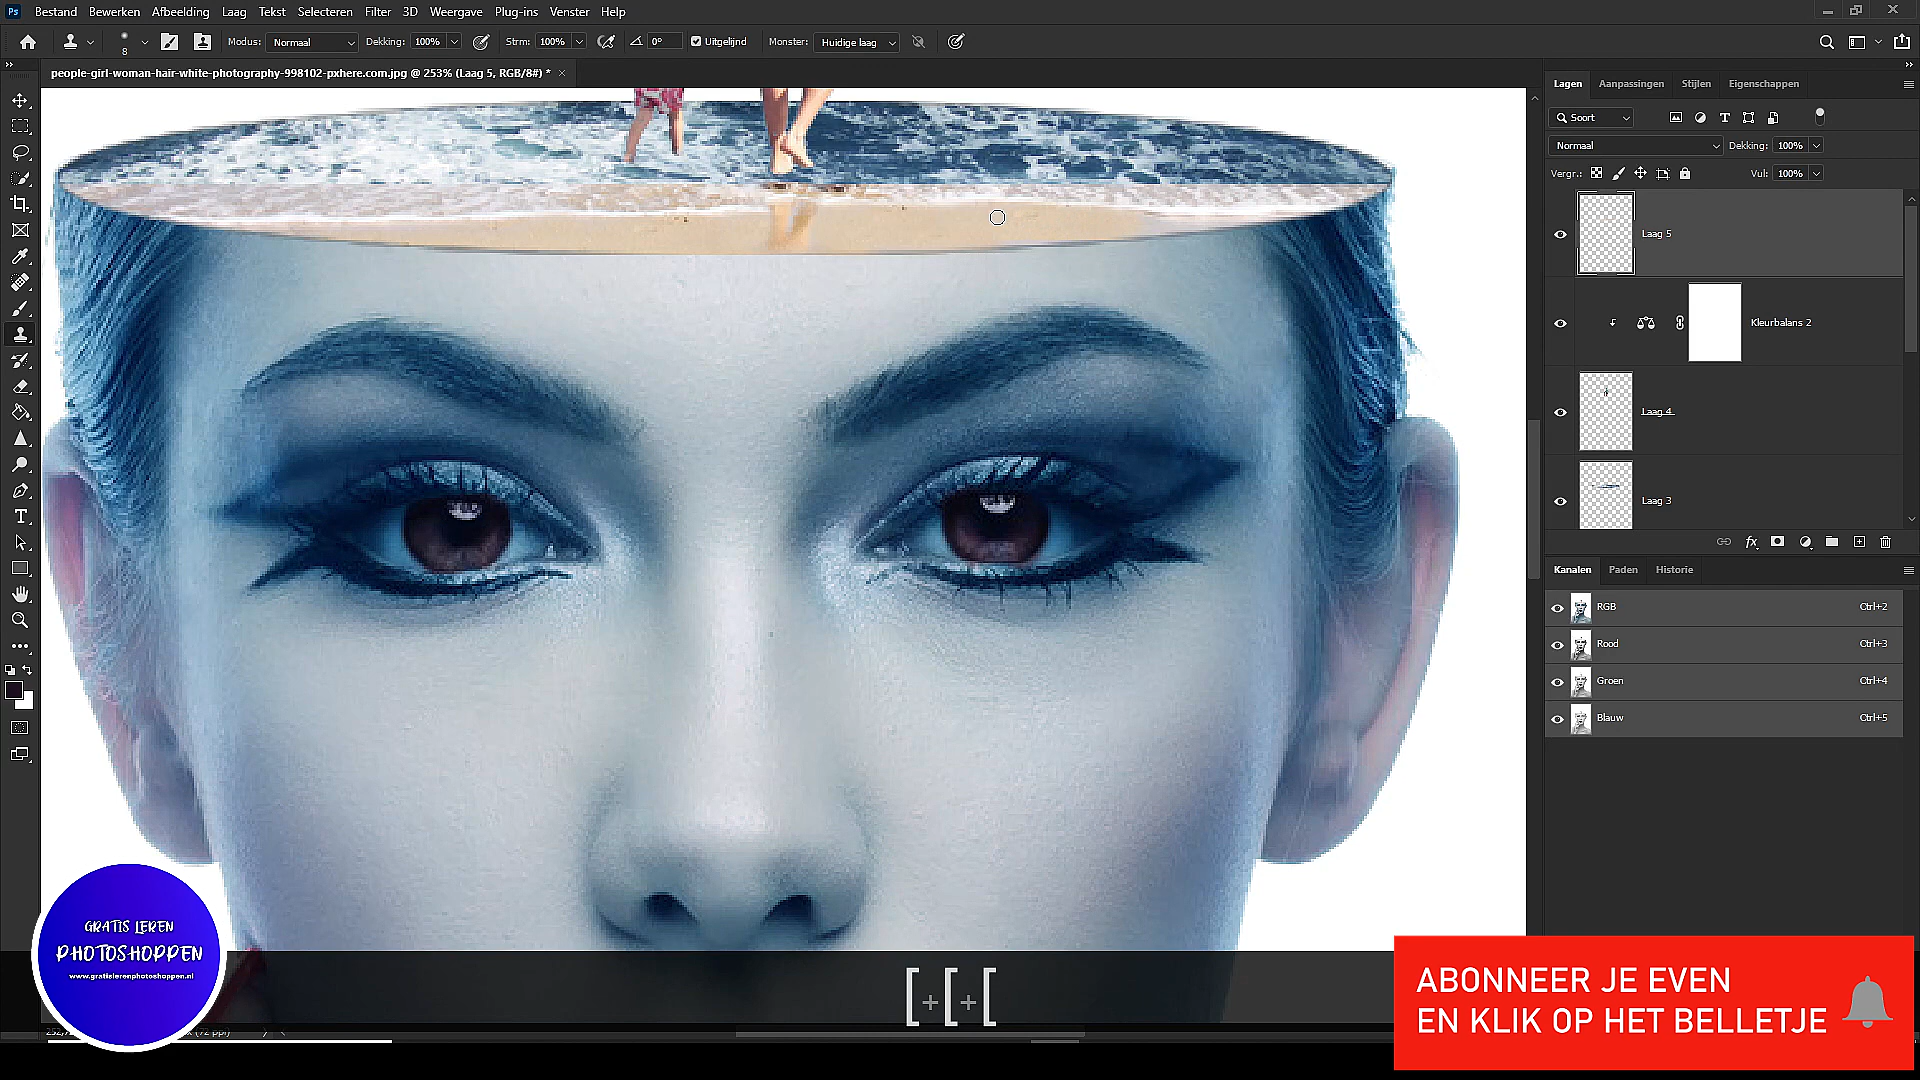 Ps Bestand Bewerken Afbeelding Laag Tekst Selecteren Filter 3D Weergave Plug-ins Venster Help
8 Modus: Normaal Dekking: 100% Strm: 100% 0° Uitgelijnd Monster: Huidige laag
people-girl-woman-hair-white-photography-998102-pxhere.com.jpg @ 253% (Laag 5, RGB/8#) *
Lagen Aanpassingen Stijlen Eigenschappen
Soort
Normaal Dekking: 100%
Vergr.: Vul: 100%
Laag 5
Kleurbalans 2
Laag 4
Laag 3
fx
Kanalen Paden Historie
RGB Ctrl+2
Rood Ctrl+3
Groen Ctrl+4
Blauw Ctrl+5
GRATIS LEREN
PHOTOSHOPPEN
www.gratislerenphotoshoppen.nl
[+[+[
ABONNEER JE EVEN
EN KLIK OP HET BELLETJE